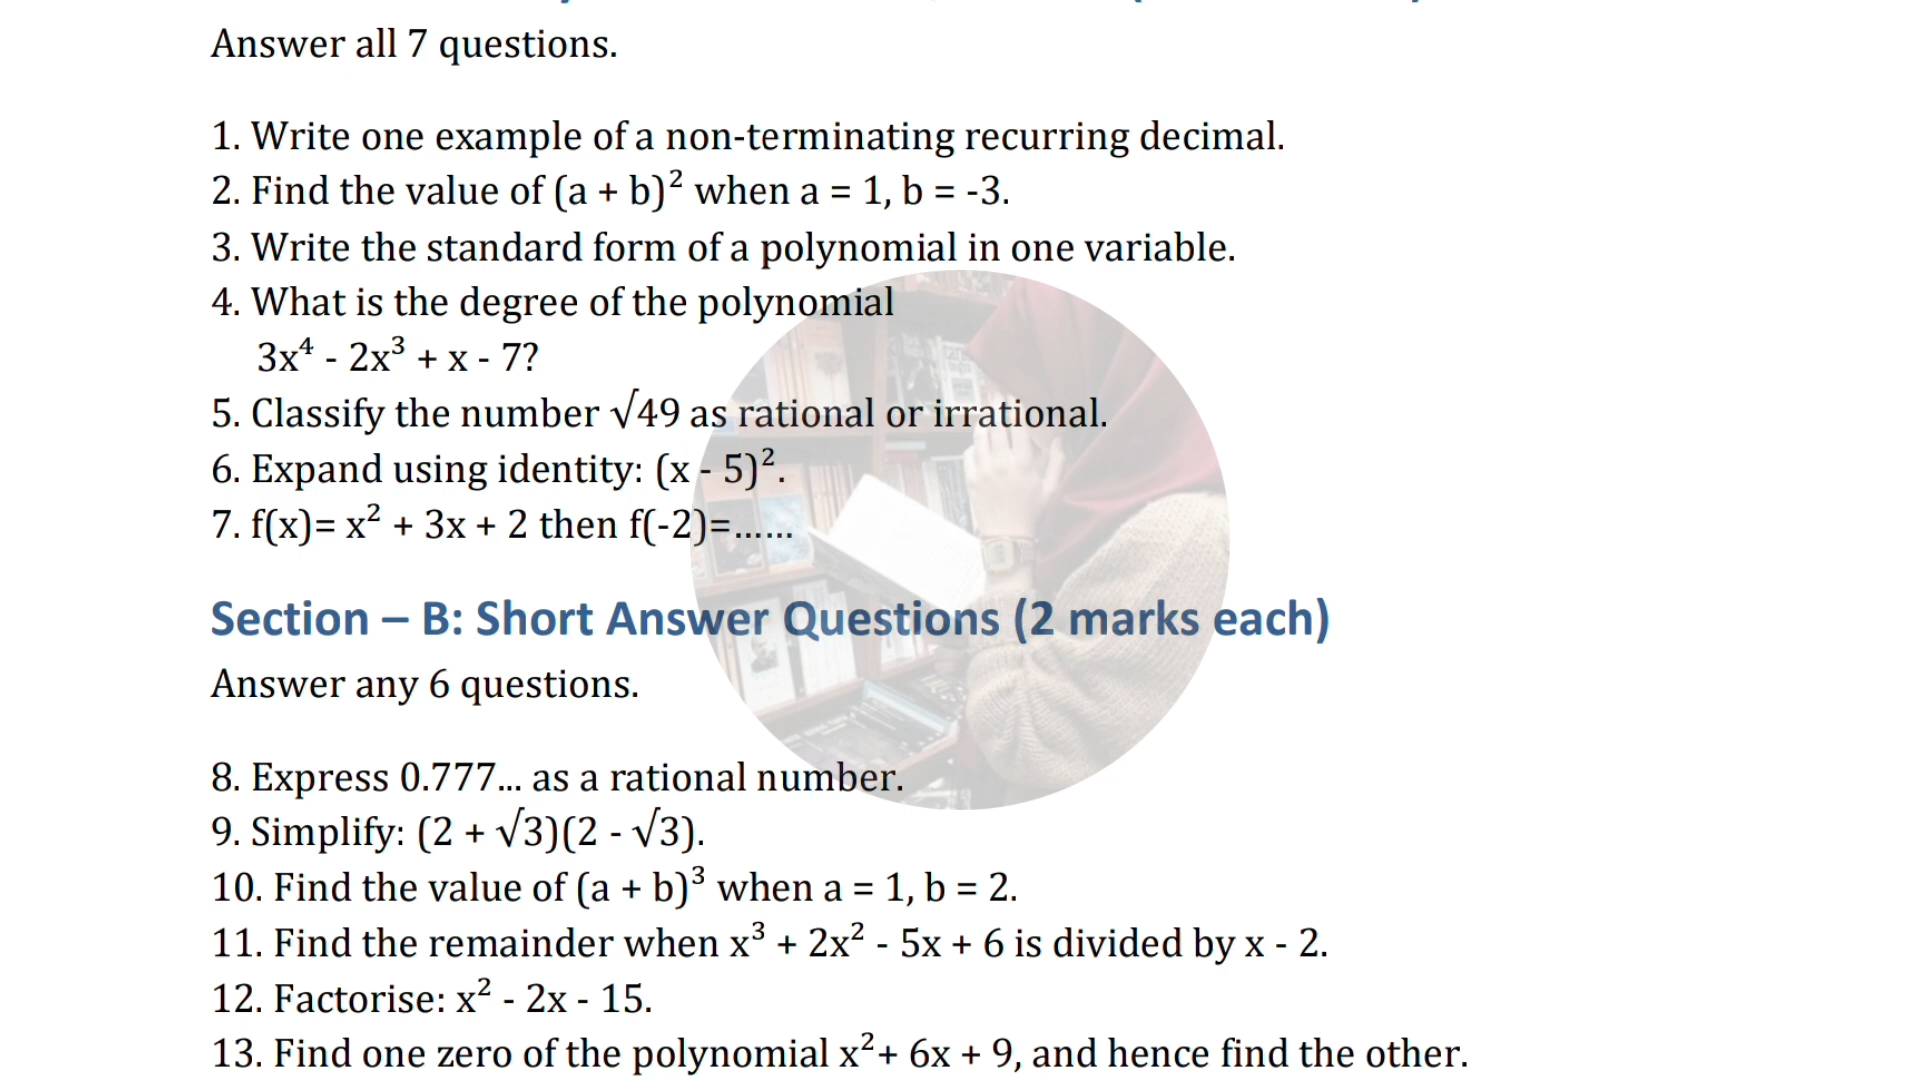 Answer all 7 questions.
1. Write one example of a non-terminating recurring decimal.
2. Find the value of (a + b)² when a = 1, b = -3.
3. Write the standard form of a polynomial in one variable.
4. What is the degree of the polynomial
3x⁴ - 2x³ + x - 7?
5. Classify the number √49 as rational or irrational.
6. Expand using identity: (x - 5)².
7. f(x)= x² + 3x + 2 then f(-2)=......
Section – B: Short Answer Questions (2 marks each)
Answer any 6 questions.
8. Express 0.777... as a rational number.
9. Simplify: (2 + √3)(2 - √3).
10. Find the value of (a + b)³ when a = 1, b = 2.
11. Find the remainder when x³ + 2x² - 5x + 6 is divided by x - 2.
12. Factorise: x² - 2x - 15.
13. Find one zero of the polynomial x²+ 6x + 9, and hence find the other.